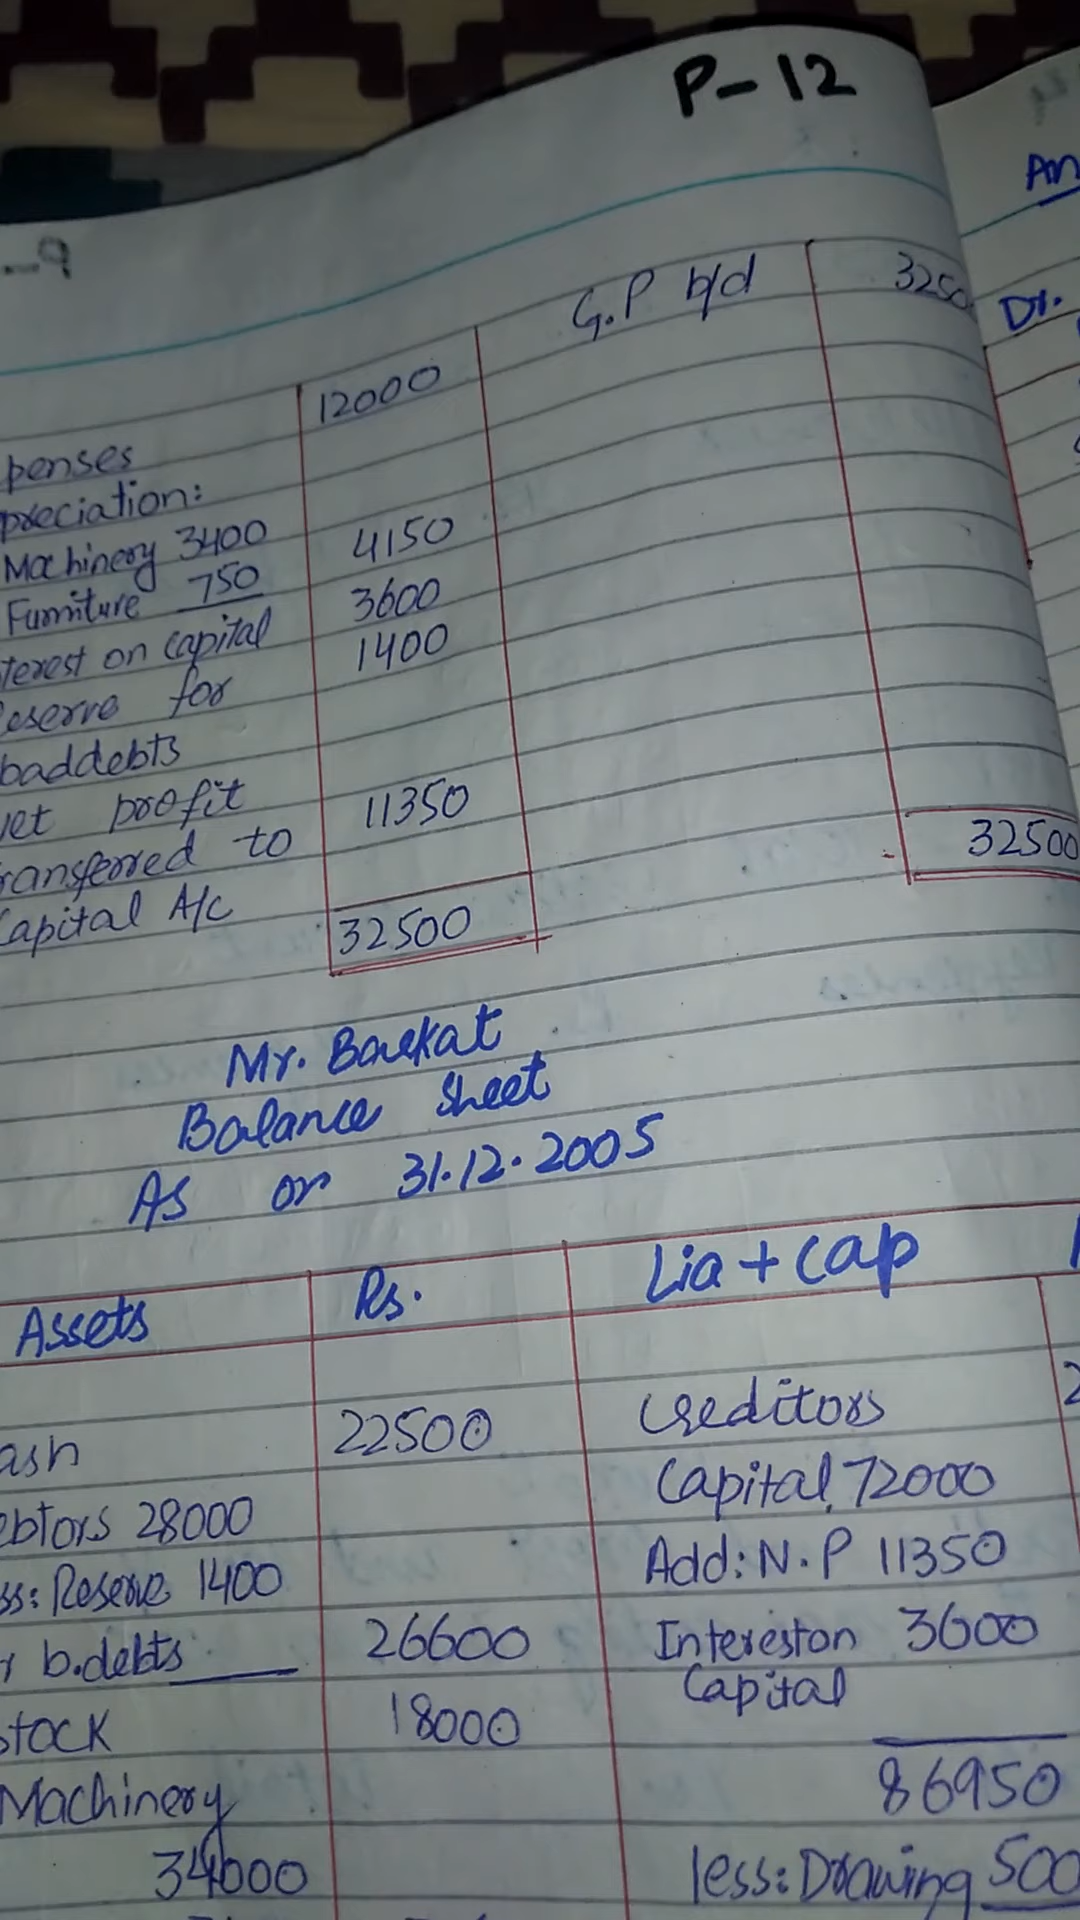 P-12
-9
An
G.P b/d 3250
Dr.
penses 12000
preciation:
Machinery 3400
Furniture 750 4150
terest on capital 3600
eserve for 1400
baddebts
et profit 11350
ransferred to
Capital A/c
32500 32500
Mr. Barkat
Balance Sheet
As on 31.12.2005
Assets Rs. Lia + Cap
ash 22500 Creditors 2
ebtors 28000 Capital 72000
ss: Reserve 1400 Add: N.P 11350
r b.debts 26600 Interest on 3600
Capital
Stock 18000
Machinery 86950
34000 less: Drawing 500